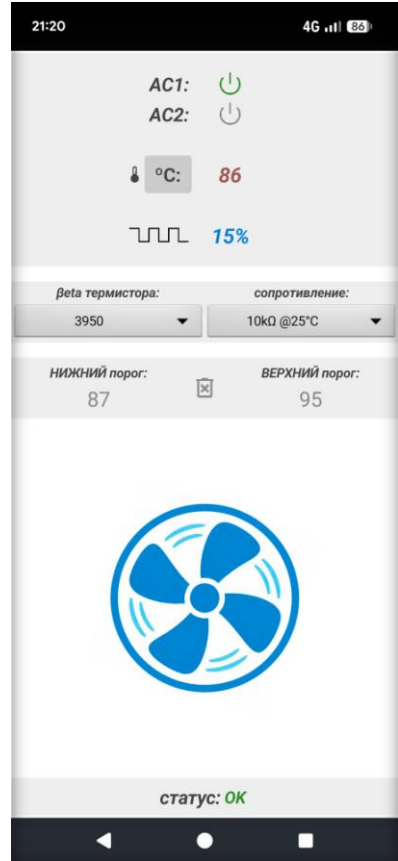 21:20 4G 86
AC1:
AC2:
°C: 86
15%
βeta термистора: сопротивление:
3950 10kΩ @25°C
НИЖНИЙ порог: ВЕРХНИЙ порог:
87 95
статус: OK